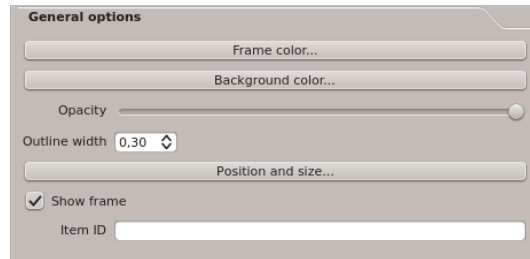 General options
Frame color...
Background color...
Opacity
Outline width 0,30
Position and size...
Show frame
Item ID